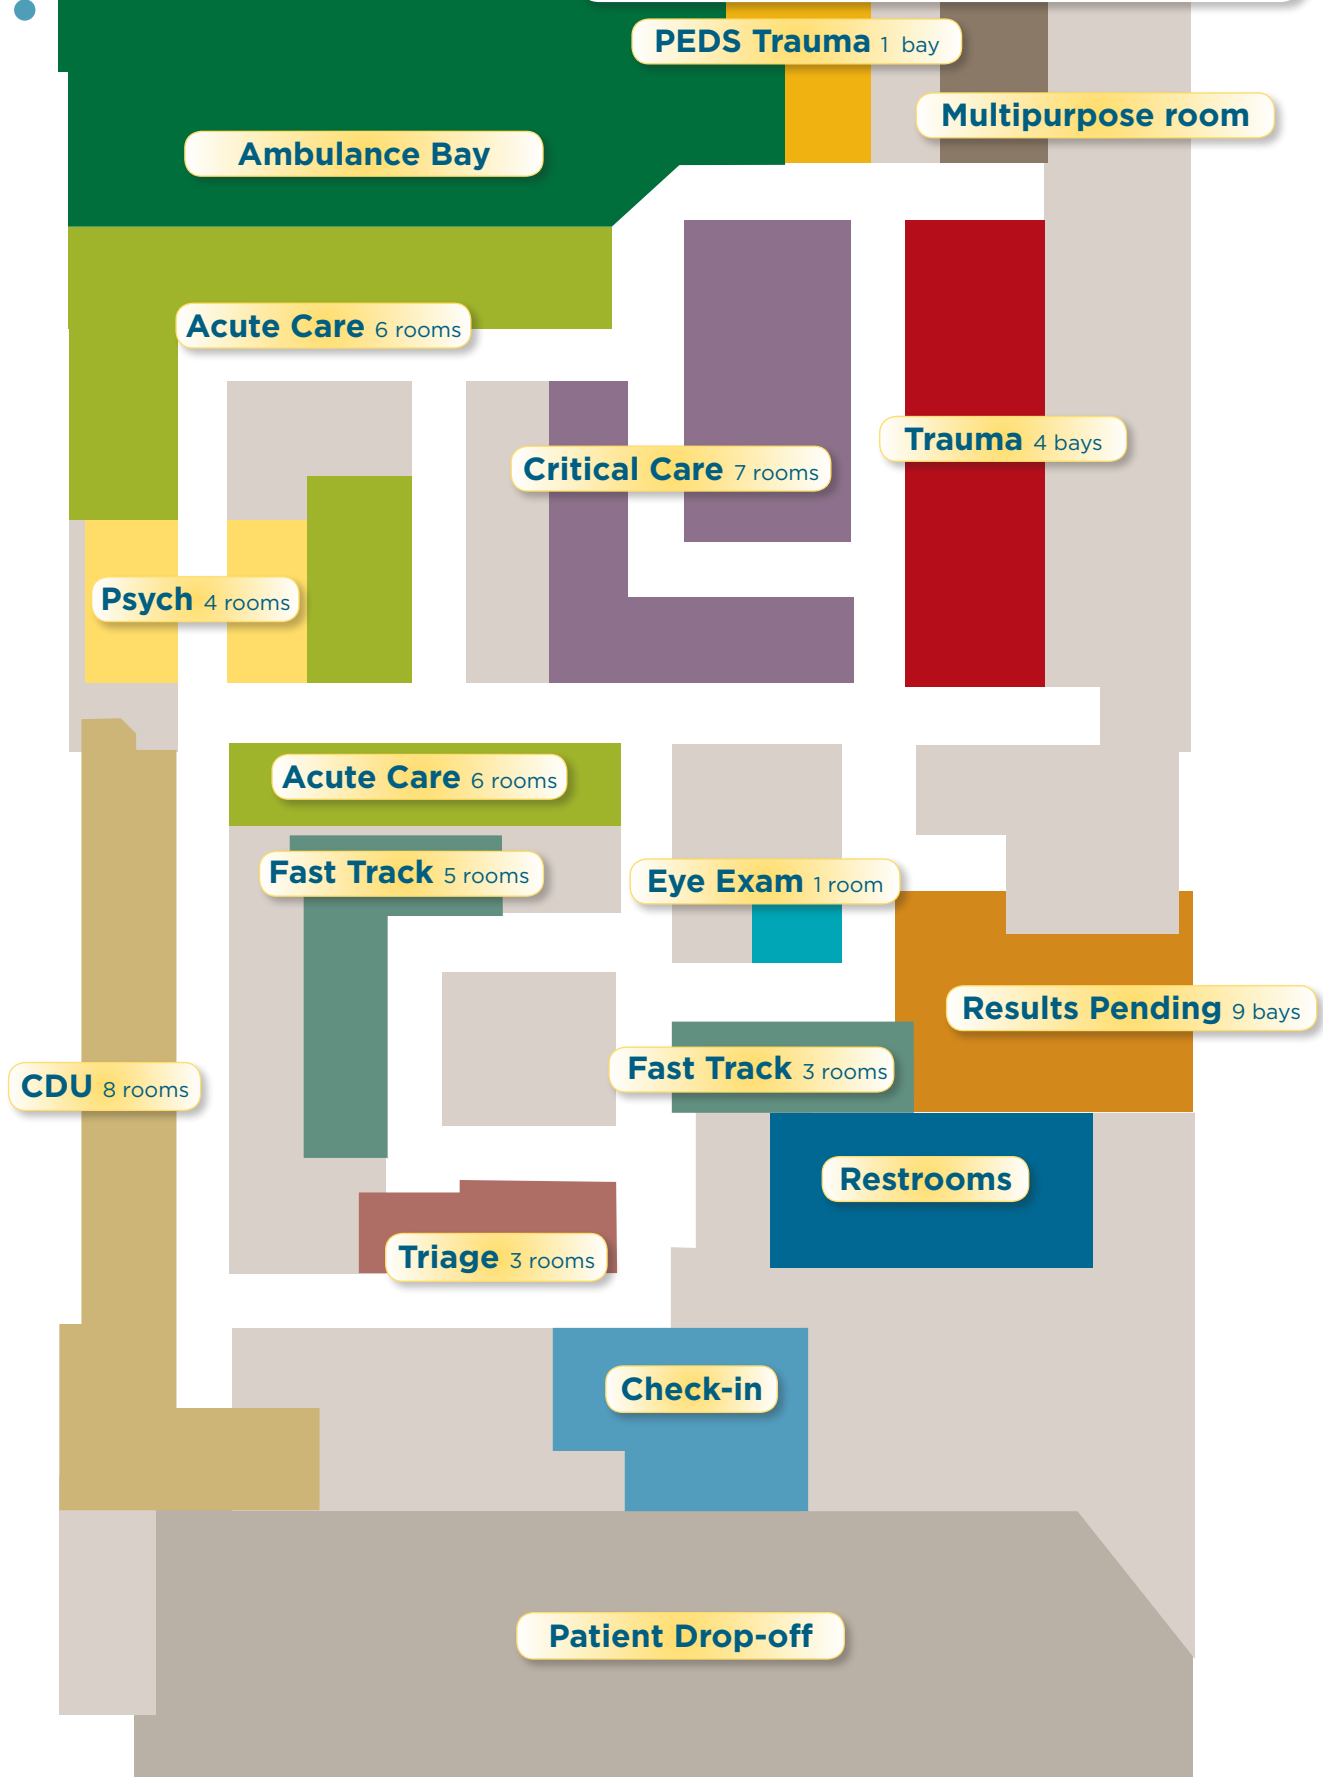 PEDS Trauma 1 bay
Multipurpose room
Ambulance Bay
Acute Care 6 rooms
Trauma 4 bays
Critical Care 7 rooms
Psych 4 rooms
Acute Care 6 rooms
Fast Track 5 rooms
Eye Exam 1 room
Results Pending 9 bays
Fast Track 3 rooms
CDU 8 rooms
Restrooms
Triage 3 rooms
Check-in
Patient Drop-off